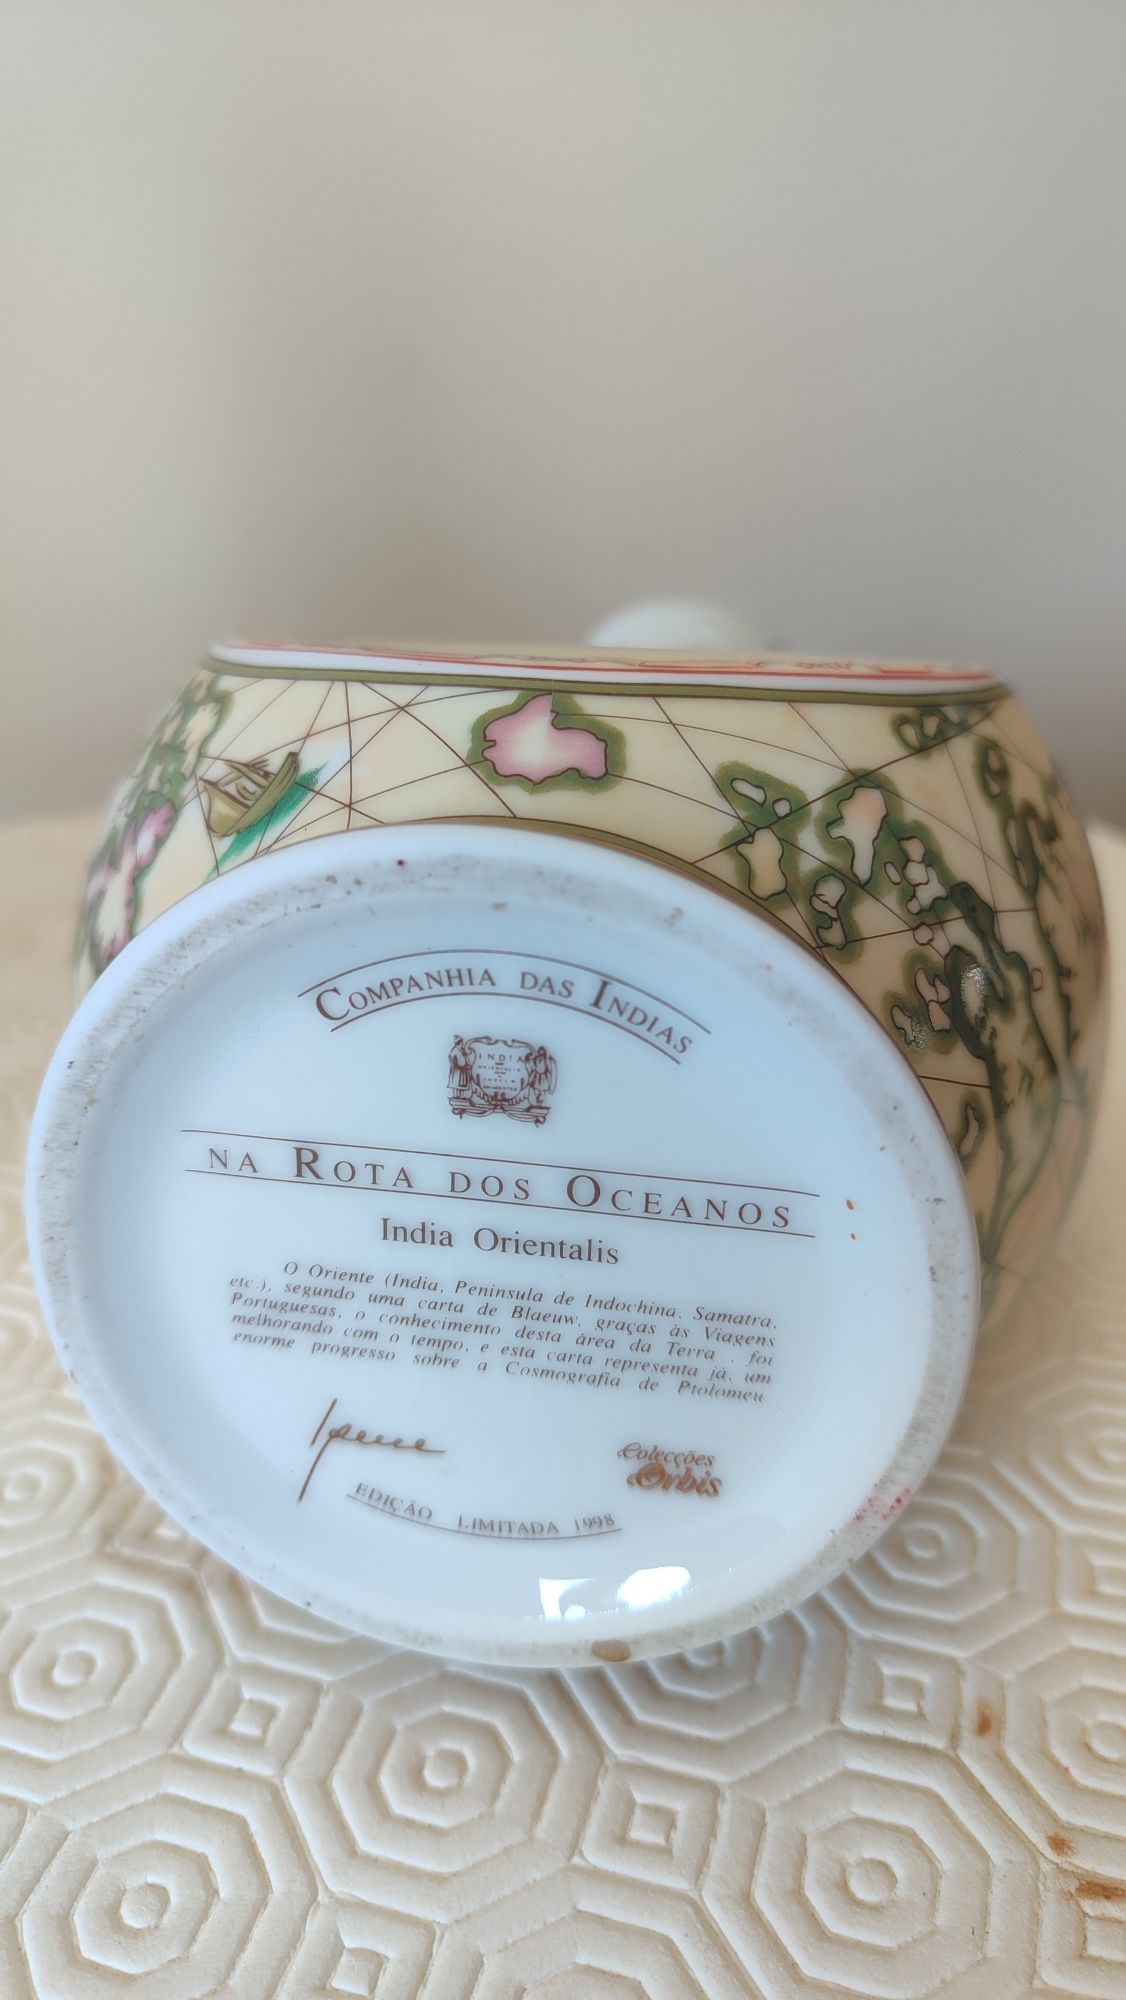 COMPANHIA DAS INDIAS
INDIA
ORIENTALIS
NA ROTA DOS OCEANOS
India Orientalis
O Oriente (India, Peninsula de Indochina, Samatra,
etc.), segundo uma carta de Blaeuw, graças às Viagens
Portuguesas, o conhecimento desta área da Terra , foi
melhorando com o tempo, e esta carta representa já, um
enorme progresso sobre a Cosmografia de Ptolomeu.
Colecções
Orbis
EDIÇÃO LIMITADA 1998